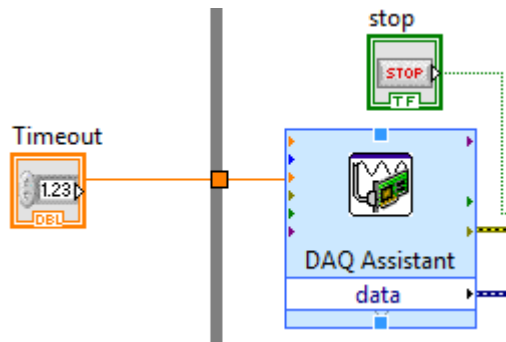 stop
STOP
TF
Timeout
1.23
DBL
DAQ Assistant
data